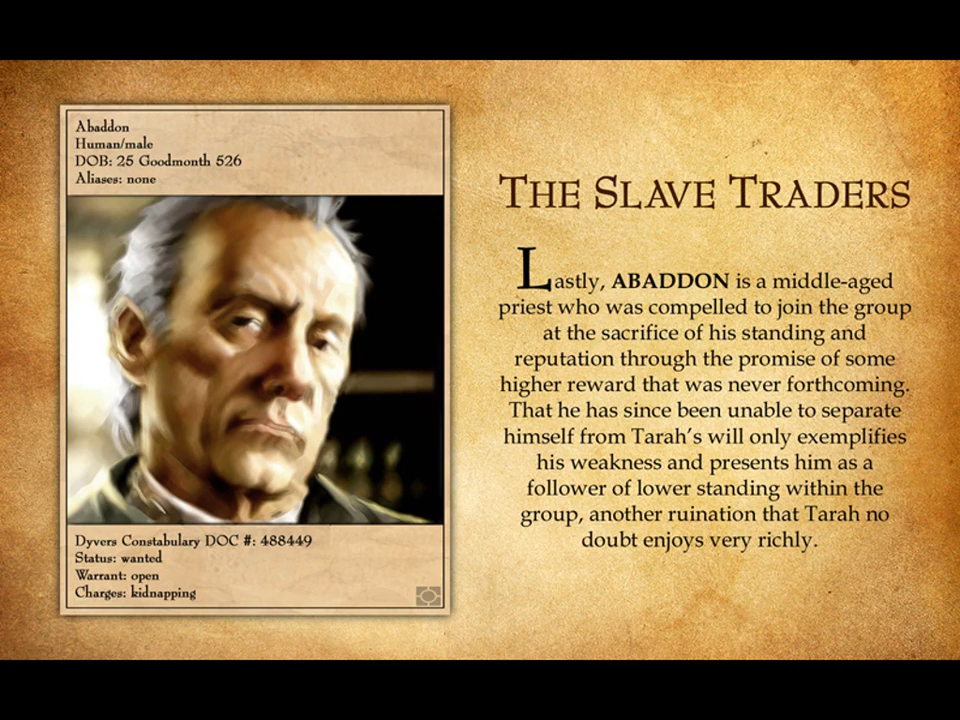 Abaddon
Human/male
DOB: 25 Goodmonth 526
Aliases: none
Dyvers Constabulary DOC #: 488449
Status: wanted
Warrant: open
Charges: kidnapping
THE SLAVE TRADERS
Lastly, ABADDON is a middle-aged
priest who was compelled to join the group
at the sacrifice of his standing and
reputation through the promise of some
higher reward that was never forthcoming.
That he has since been unable to separate
himself from Tarah's will only exemplifies
his weakness and presents him as a
follower of lower standing within the
group, another ruination that Tarah no
doubt enjoys very richly.